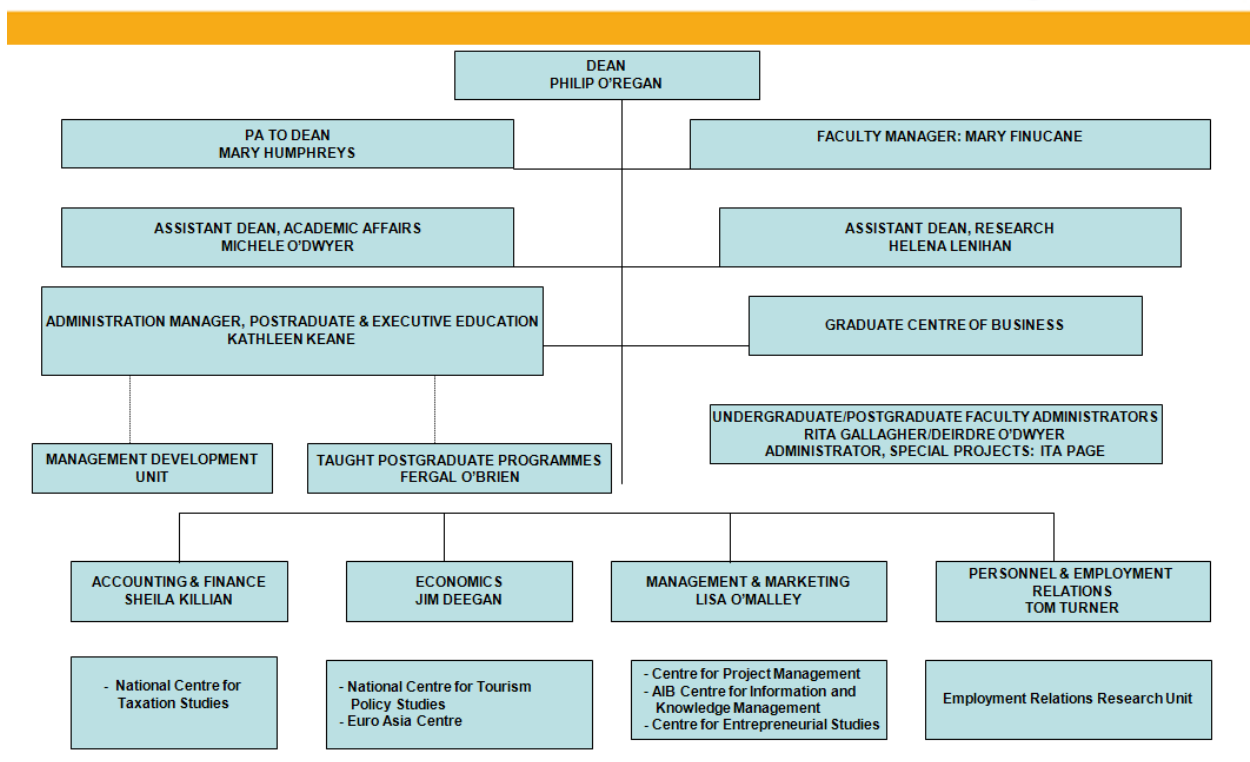 DEAN
PHILIP O'REGAN
PA TO DEAN
MARY HUMPHREYS
FACULTY MANAGER: MARY FINUCANE
ASSISTANT DEAN, ACADEMIC AFFAIRS
MICHELE O'DWYER
ASSISTANT DEAN, RESEARCH
HELENA LENIHAN
ADMINISTRATION MANAGER, POSTRADUATE & EXECUTIVE EDUCATION
KATHLEEN KEANE
GRADUATE CENTRE OF BUSINESS
UNDERGRADUATE/POSTGRADUATE FACULTY ADMINISTRATORS
RITA GALLAGHER/DEIRDRE O'DWYER
ADMINISTRATOR, SPECIAL PROJECTS: ITA PAGE
MANAGEMENT DEVELOPMENT
UNIT
TAUGHT POSTGRADUATE PROGRAMMES
FERGAL O'BRIEN
ACCOUNTING & FINANCE
SHEILA KILLIAN
ECONOMICS
JIM DEEGAN
MANAGEMENT & MARKETING
LISA O'MALLEY
PERSONNEL & EMPLOYMENT
RELATIONS
TOM TURNER
- National Centre for
Taxation Studies
- National Centre for Tourism
Policy Studies
- Euro Asia Centre
- Centre for Project Management
- AIB Centre for Information and
Knowledge Management
- Centre for Entrepreneurial Studies
Employment Relations Research Unit